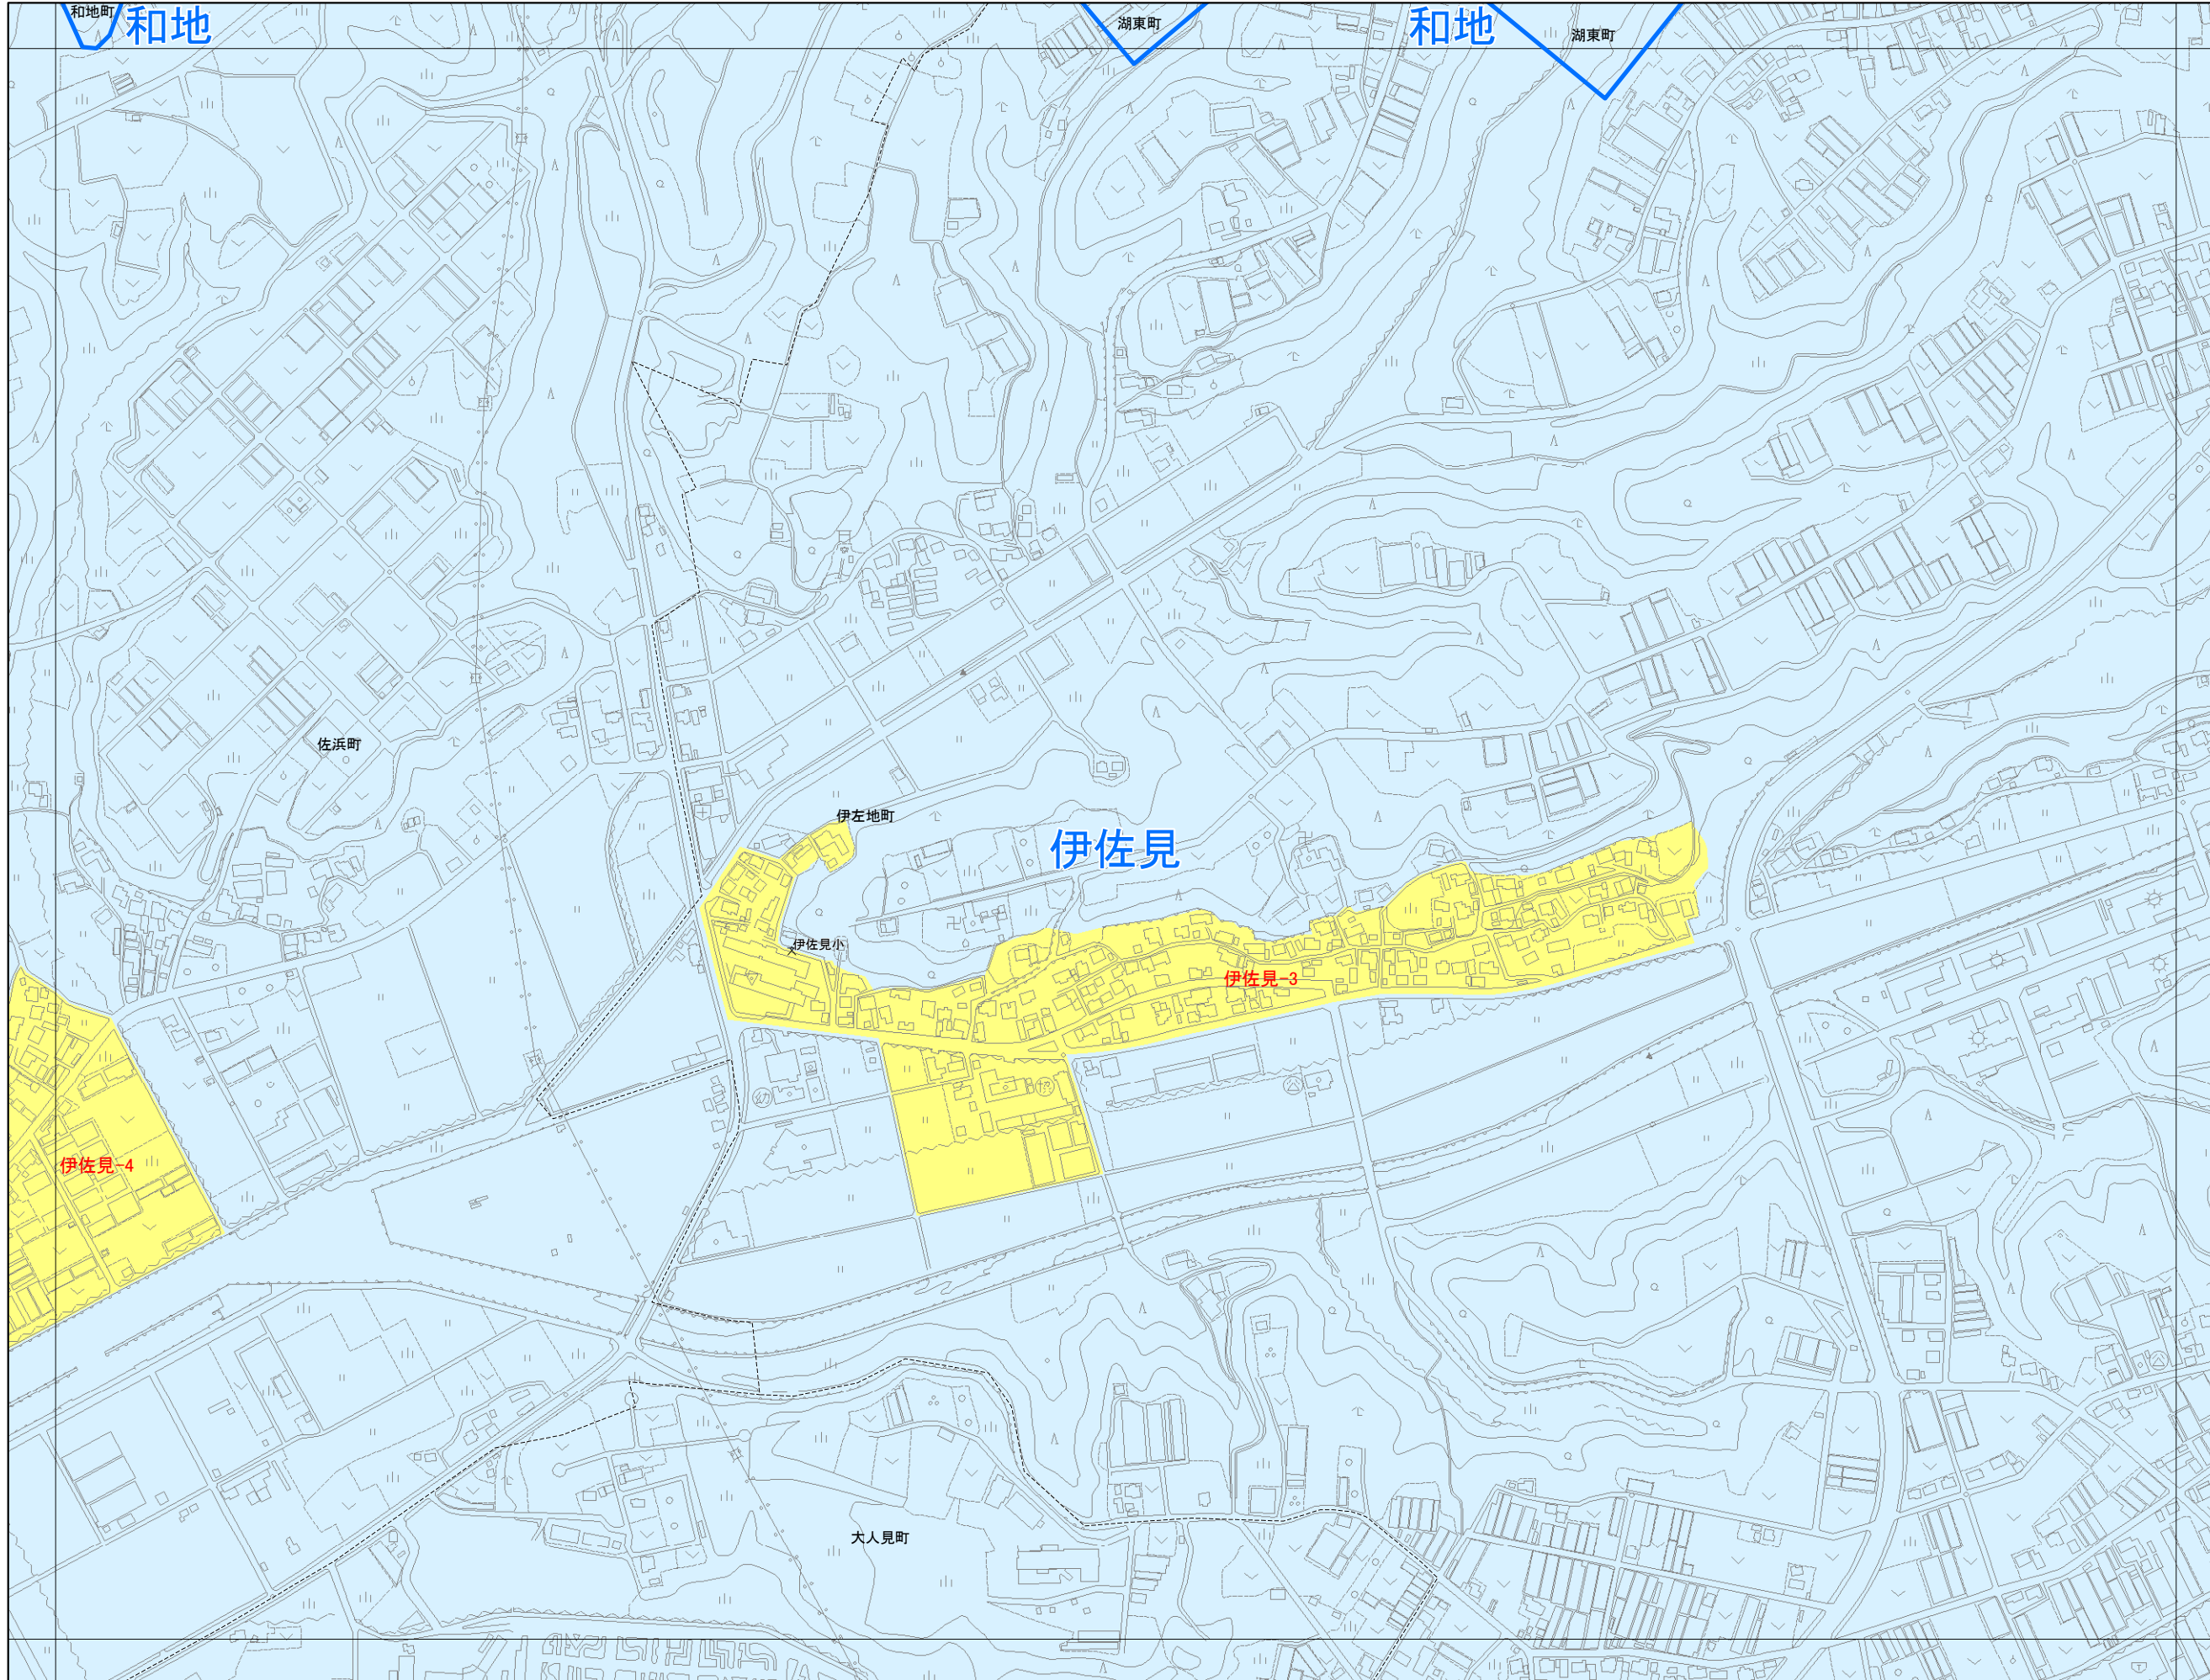 和地町
和地
湖東町
和地
湖東町
佐浜町
伊左地町
伊佐見
伊佐見小
伊佐見-3
幼
公
伊佐見-4
大人見町